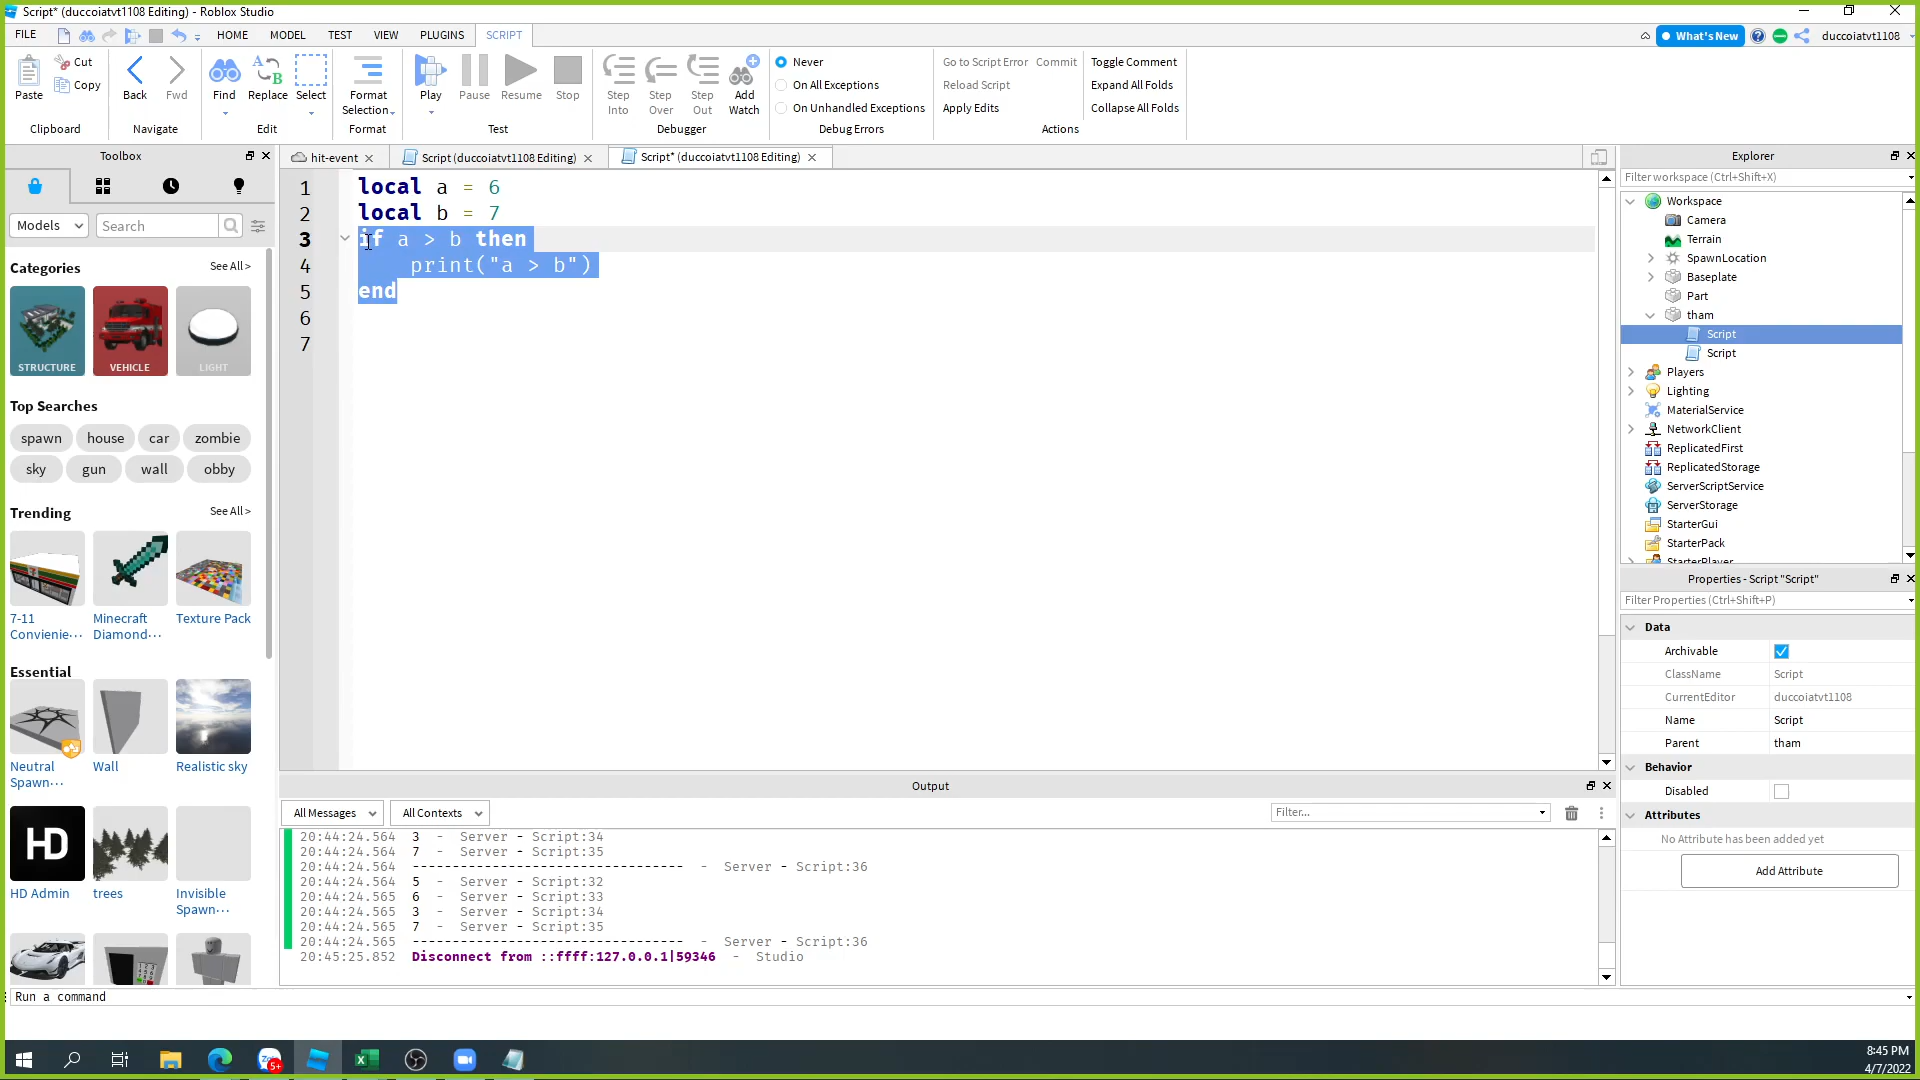 Script* (duccoiatvt1108 Editing) - Roblox Studio
FILE HOME MODEL TEST VIEW PLUGINS SCRIPT What's New duccoiatvt1108
Paste Cut Copy Back Fwd Find Replace Select Format Selection Play Pause Resume Stop Step Into Step Over Step Out Add Watch
Never
On All Exceptions
On Unhandled Exceptions
Go to Script Error Commit
Reload Script
Apply Edits
Toggle Comment
Expand All Folds
Collapse All Folds
Clipboard Navigate Edit Format Test Debugger Debug Errors Actions
Toolbox
Models Search
Categories See All >
STRUCTURE VEHICLE LIGHT
Top Searches
spawn house car zombie
sky gun wall obby
Trending See All >
7-11 Convienie... Minecraft Diamond... Texture Pack
Essential
Neutral Spawn... Wall Realistic sky
HD
HD Admin trees Invisible Spawn...
hit-event Script (duccoiatvt1108 Editing) Script* (duccoiatvt1108 Editing)
1 local a = 6
2 local b = 7
3 if a > b then
4 print("a > b")
5 end
6
7
Output
All Messages All Contexts Filter...
20:44:24.564 3 - Server - Script:34
20:44:24.564 7 - Server - Script:35
20:44:24.564 ---------------------------------- - Server - Script:36
20:44:24.564 5 - Server - Script:32
20:44:24.565 6 - Server - Script:33
20:44:24.565 3 - Server - Script:34
20:44:24.565 7 - Server - Script:35
20:44:24.565 ---------------------------------- - Server - Script:36
20:45:25.852 Disconnect from ::ffff:127.0.0.1|59346 - Studio
Run a command
Explorer
Filter workspace (Ctrl+Shift+X)
Workspace
Camera
Terrain
SpawnLocation
Baseplate
Part
tham
Script
Script
Players
Lighting
MaterialService
NetworkClient
ReplicatedFirst
ReplicatedStorage
ServerScriptService
ServerStorage
StarterGui
StarterPack
StarterPlayer
Properties - Script "Script"
Filter Properties (Ctrl+Shift+P)
Data
Archivable
ClassName Script
CurrentEditor duccoiatvt1108
Name Script
Parent tham
Behavior
Disabled
Attributes
No Attribute has been added yet
Add Attribute
Zalo 5+
8:45 PM
4/7/2022